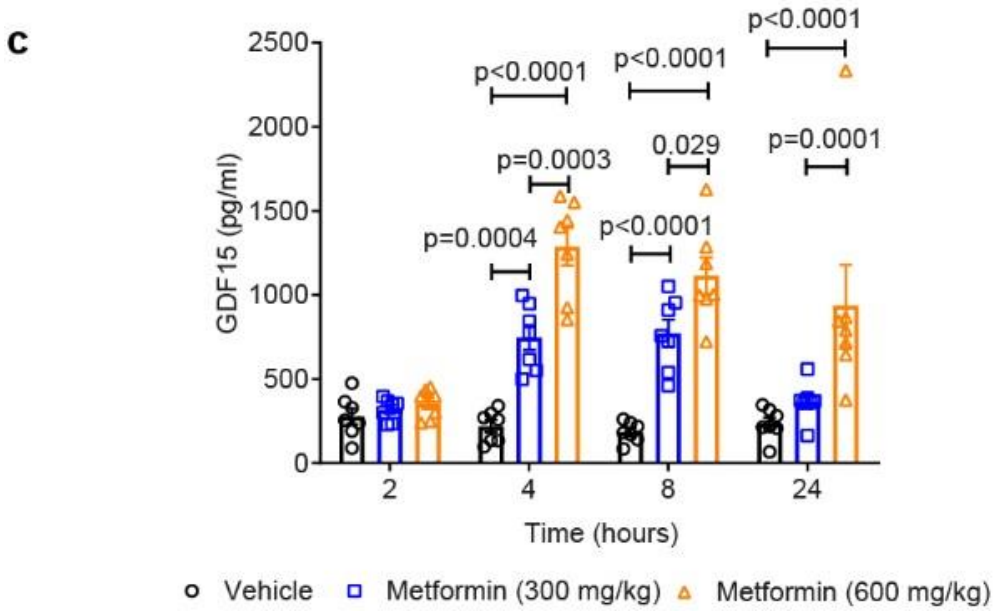 c
p<0.0001
2500
p<0.0001
p<0.0001
2000
0.029
p=0.0001
p=0.0003
1500
p=0.0004
p<0.0001
GDF15 (pg/ml)
1000
500
0
2
4
8
24
Time (hours)
Vehicle
Metformin (300 mg/kg)
Metformin (600 mg/kg)